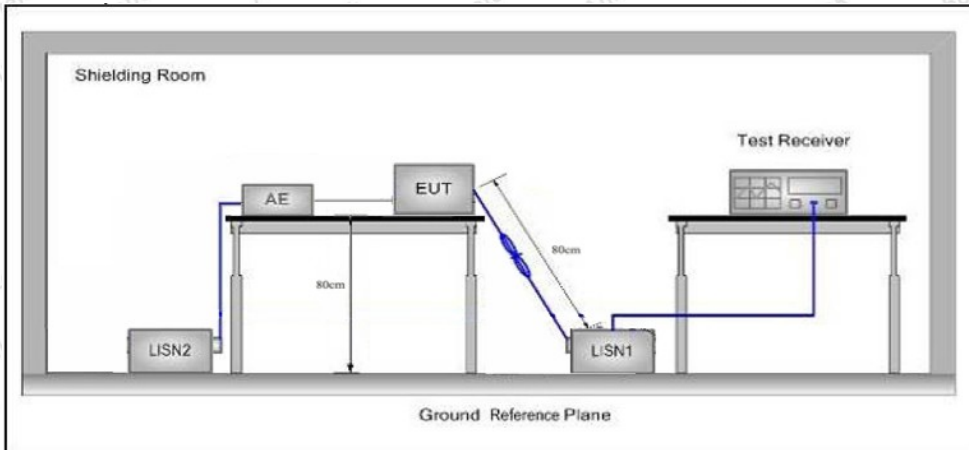 Shielding Room
Test Receiver
AE
EUT
80cm
80cm
LISN2
LISN1
Ground Reference Plane